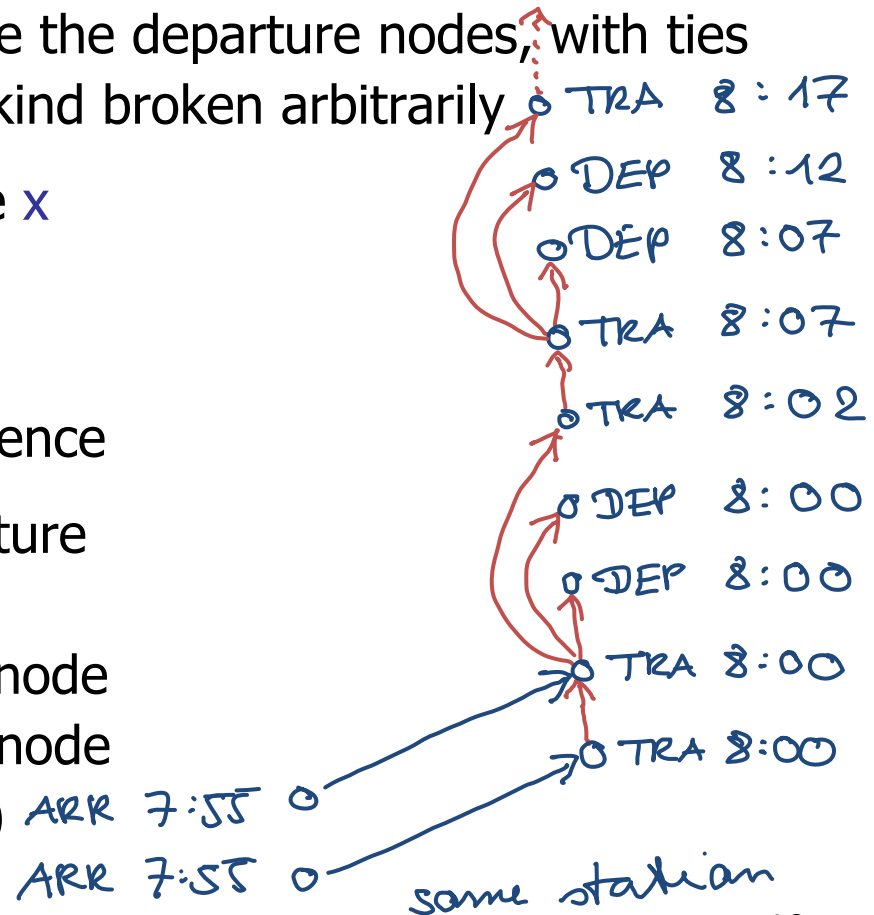 e the departure nodes, with ties
kind broken arbitrarily
TRA 8:17
DEP 8:12
e x
DEP 8:07
TRA 8:07
TRA 8:02
ence
DEP 8:00
ture
DEP 8:00
TRA 8:00
node
node
TRA 8:00
) ARR 7:55
ARR 7:55
same station